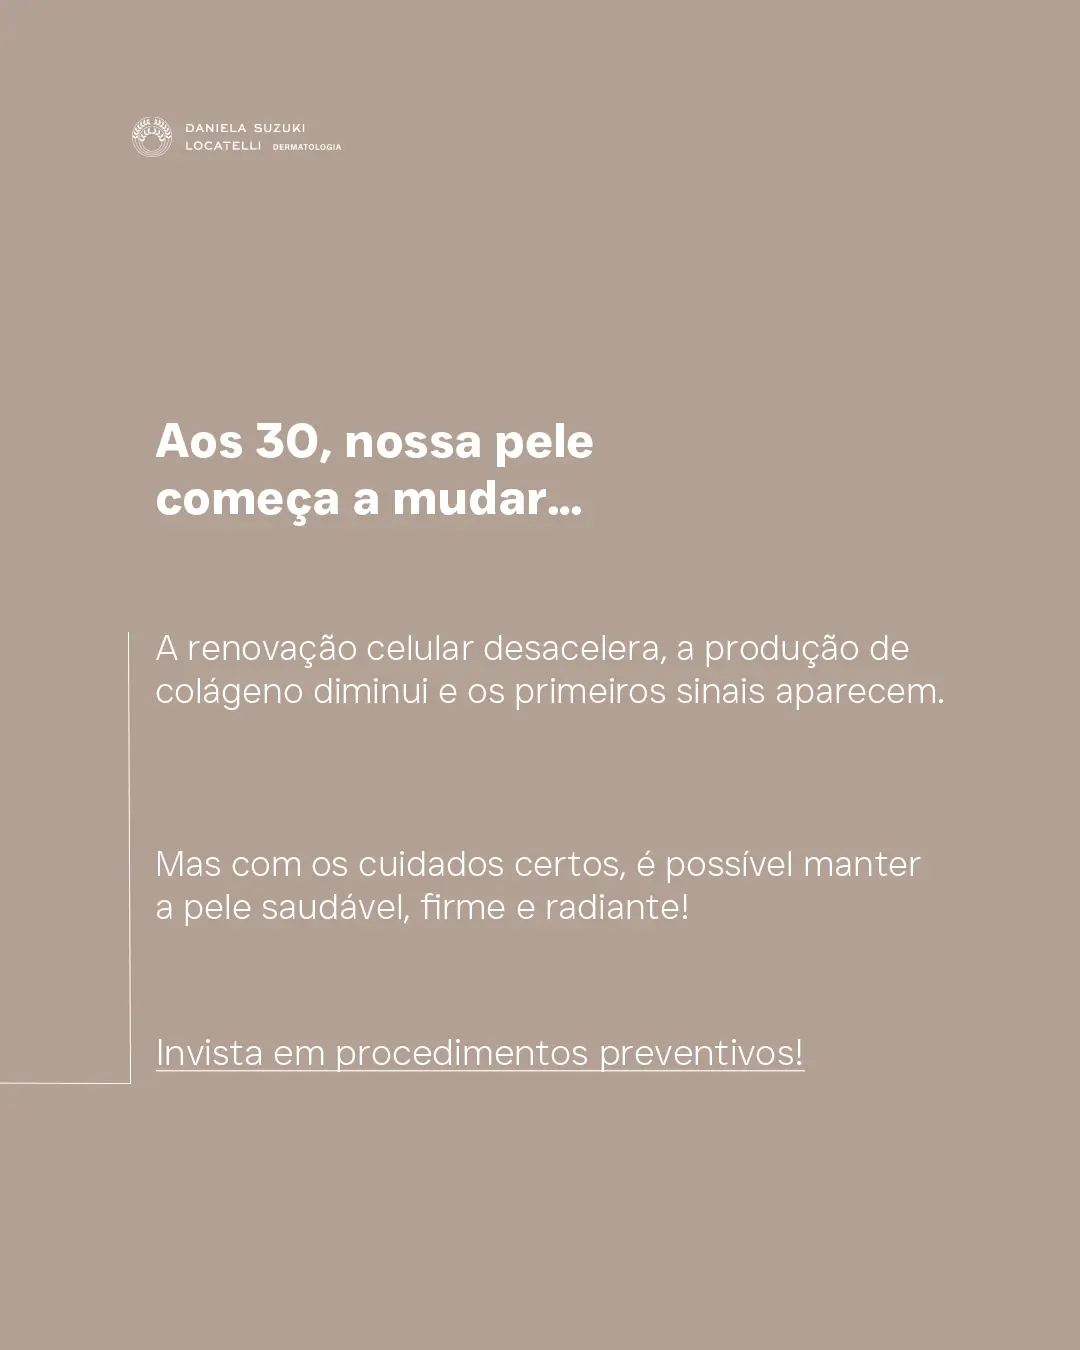 DANIELA SUZUKI
LOCATELLI DERMATOLOGIA
Aos 30, nossa pele
começa a mudar...
A renovação celular desacelera, a produção de
colágeno diminui e os primeiros sinais aparecem.
Mas com os cuidados certos, é possível manter
a pele saudável, firme e radiante!
Invista em procedimentos preventivos!